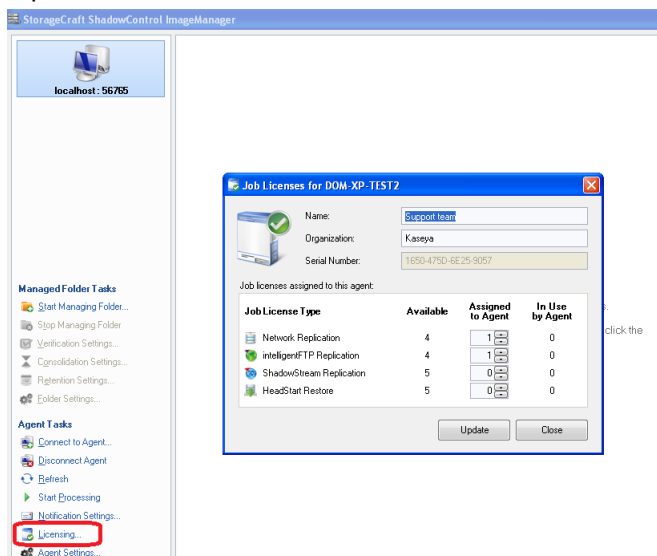 StorageCraft ShadowControl ImageManager
localhost : 56765
Managed Folder Tasks
Start Managing Folder...
Stop Managing Folder
Verification Settings...
Consolidation Settings...
Retention Settings...
Folder Settings...
Agent Tasks
Connect to Agent...
Disconnect Agent
Refresh
Start Processing
Notification Settings...
Licensing...
Agent Settings...
Job Licenses for DOM-XP-TEST2
Name: Support team
Organization: Kaseya
Serial Number: 1650-475D-6E25-9057
Job licenses assigned to this agent:
Job License Type Available Assigned to Agent In Use by Agent
Network Replication 4 1 0
intelligentFTP Replication 4 1 0
ShadowStream Replication 5 0 0
HeadStart Restore 5 0 0
Update Close
s.
click the